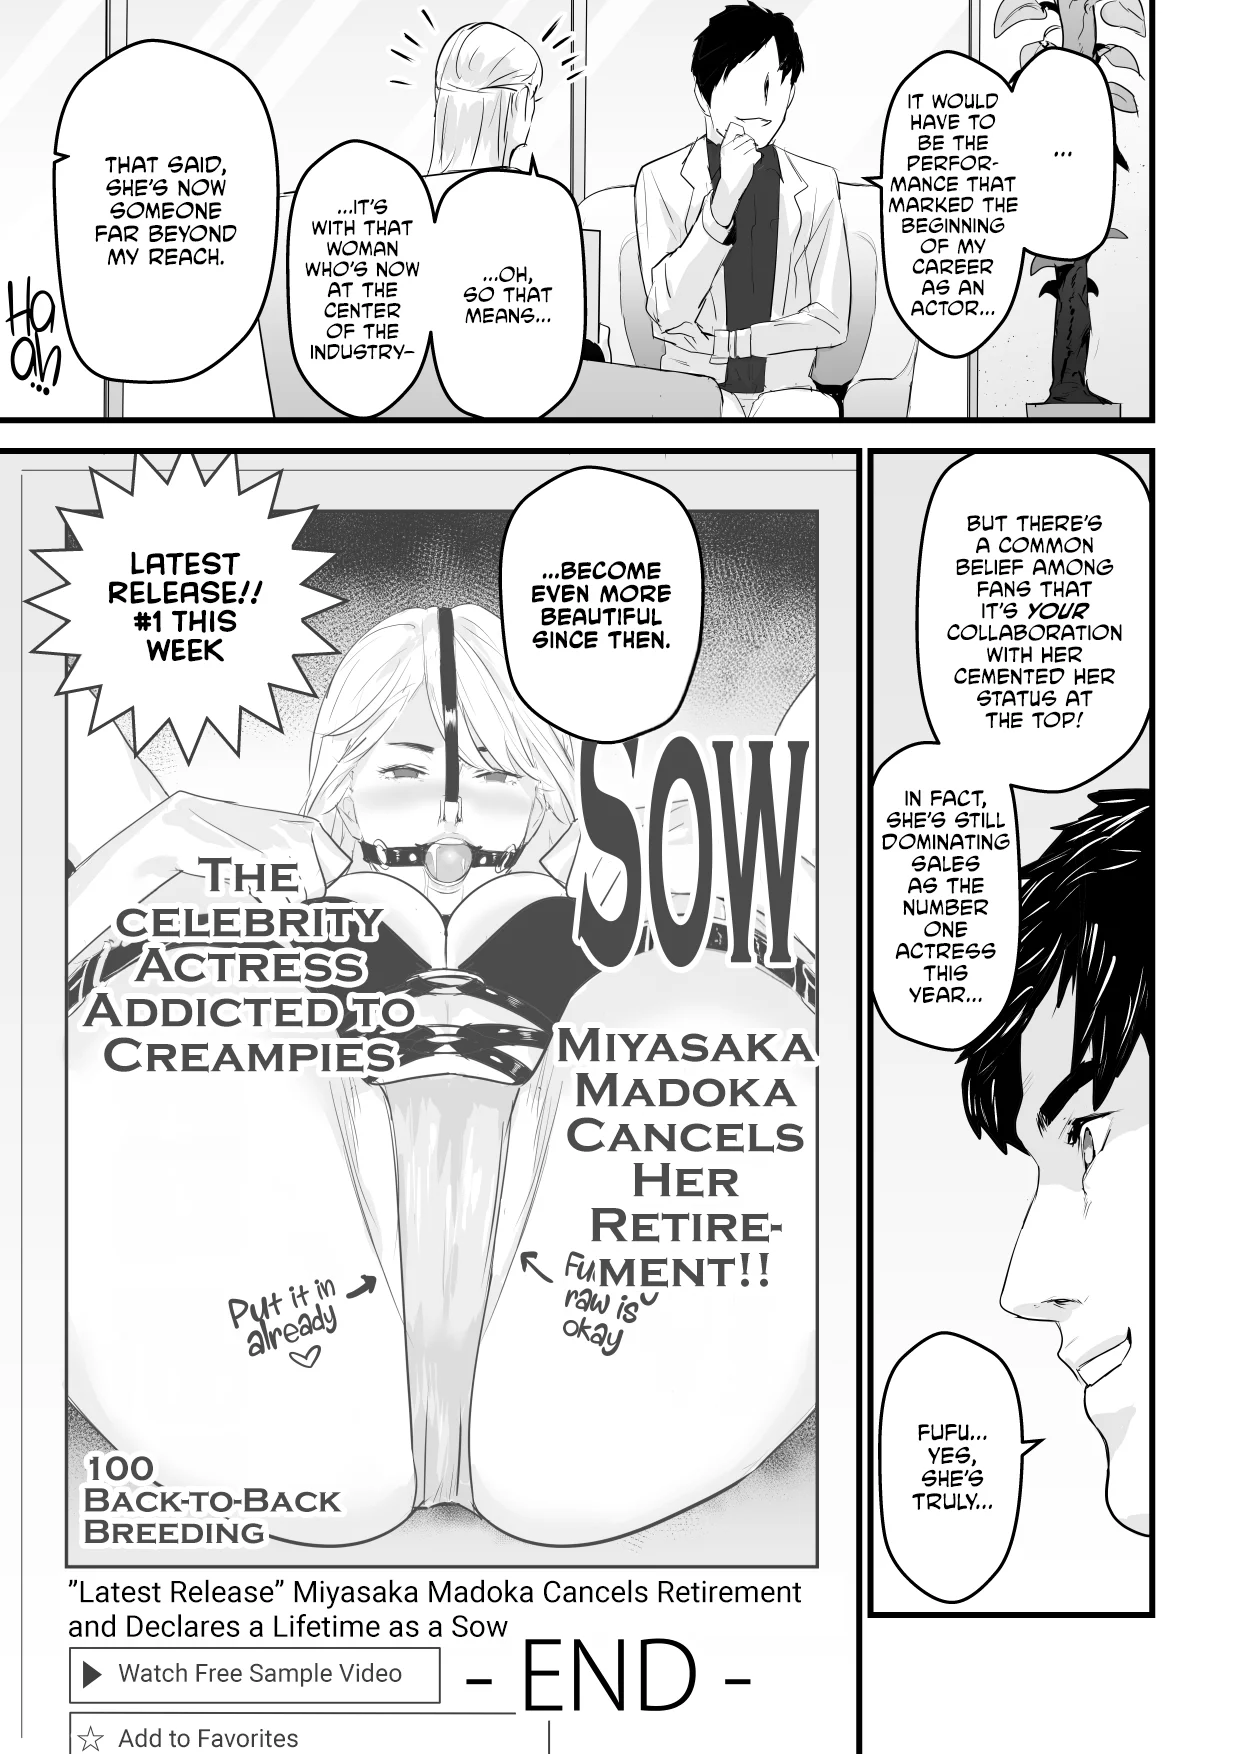 ...
IT WOULD
HAVE TO
BE THE
PERFOR-
MANCE THAT
MARKED THE
BEGINNING
OF MY
CAREER
AS AN
ACTOR...
...OH,
SO THAT
MEANS...
...IT'S
WITH THAT
WOMAN
WHO'S NOW
AT THE
CENTER
OF THE
INDUSTRY-
THAT SAID,
SHE'S NOW
SOMEONE
FAR BEYOND
MY REACH.
Ha
ah...
BUT THERE'S
A COMMON
BELIEF AMONG
FANS THAT
IT'S YOUR
COLLABORATION
WITH HER
CEMENTED HER
STATUS AT
THE TOP!
IN FACT,
SHE'S STILL
DOMINATING
SALES
AS THE
NUMBER
ONE
ACTRESS
THIS
YEAR...
FUFU...
YES,
SHE'S
TRULY...
...BECOME
EVEN MORE
BEAUTIFUL
SINCE THEN.
LATEST
RELEASE!!
#1 THIS
WEEK
SOW
THE
CELEBRITY
ACTRESS
ADDICTED TO
CREAMPIES
MIYASAKA
MADOKA
CANCELS
HER
RETIRE-
MENT!!
Put it in
already
raw is
okay
100
BACK-TO-BACK
BREEDING
"Latest Release" Miyasaka Madoka Cancels Retirement
and Declares a Lifetime as a Sow
Watch Free Sample Video
- END -
Add to Favorites